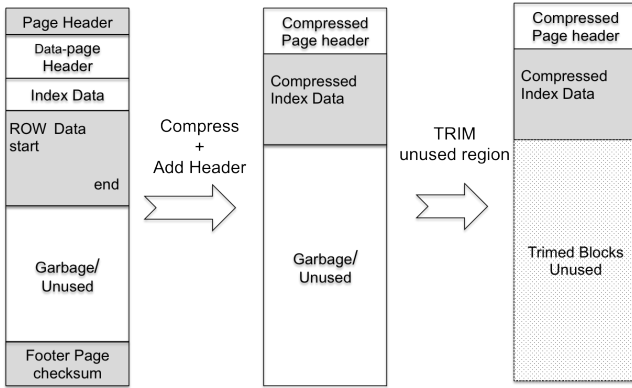 Page Header
Data-page
Header
Index Data
ROW Data
start
end
Garbage/
Unused
Footer Page
checksum
Compress
+
Add Header
Compressed
Page header
Compressed
Index Data
Garbage/
Unused
TRIM
unused region
Compressed
Page header
Compressed
Index Data
Trimed Blocks
Unused